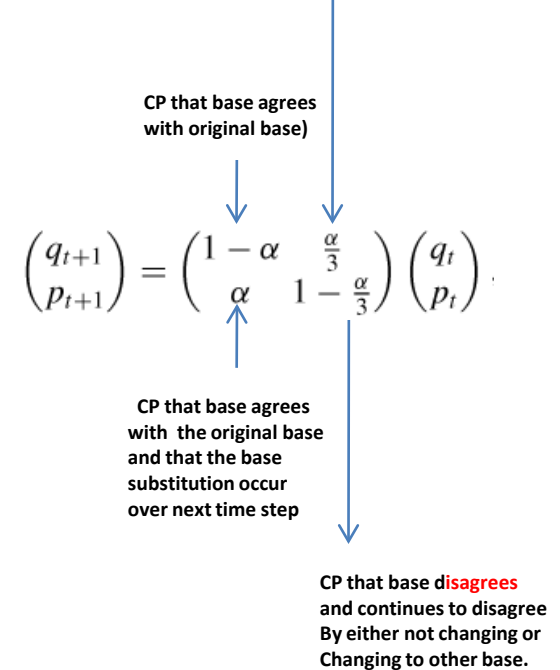 CP that base agrees
with original base)
(q_{t+1}) = (1 − α   α/3) (q_t)
(p_{t+1})   (α   1 − α/3) (p_t) .
CP that base agrees
with the original base
and that the base
substitution occur
over next time step
CP that base disagrees
and continues to disagree
By either not changing or
Changing to other base.